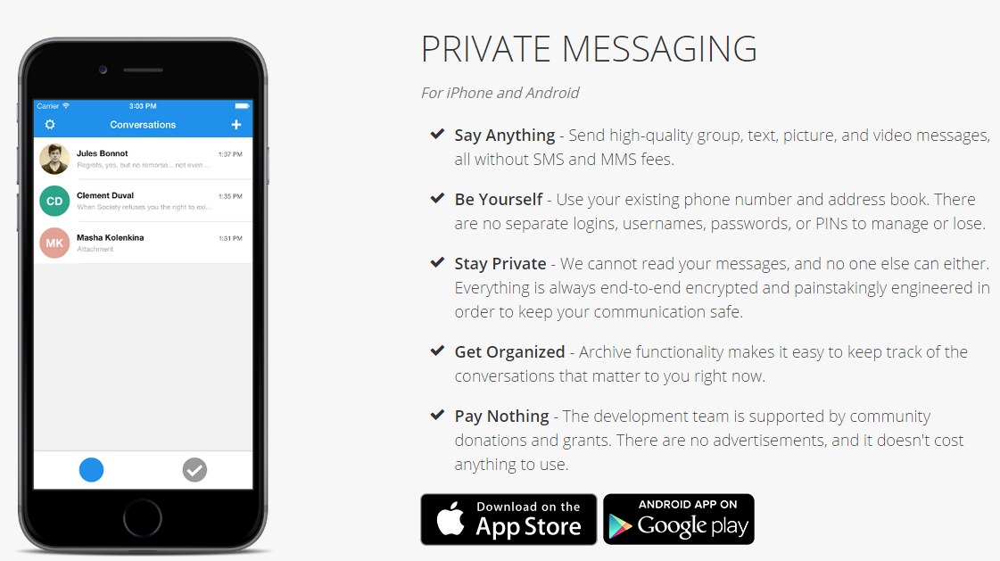 Carrier 3:03 PM
Conversations
Jules Bonnot 1:37 PM
Regrets, yes, but no remorse... not even...
CD Clement Duval 1:35 PM
When Society refuses you the right to exi...
MK Masha Kolenkina 1:31 PM
Attachment
PRIVATE MESSAGING
For iPhone and Android
Say Anything - Send high-quality group, text, picture, and video messages,
all without SMS and MMS fees.
Be Yourself - Use your existing phone number and address book. There
are no separate logins, usernames, passwords, or PINs to manage or lose.
Stay Private - We cannot read your messages, and no one else can either.
Everything is always end-to-end encrypted and painstakingly engineered in
order to keep your communication safe.
Get Organized - Archive functionality makes it easy to keep track of the
conversations that matter to you right now.
Pay Nothing - The development team is supported by community
donations and grants. There are no advertisements, and it doesn't cost
anything to use.
Download on the
App Store
ANDROID APP ON
Google play